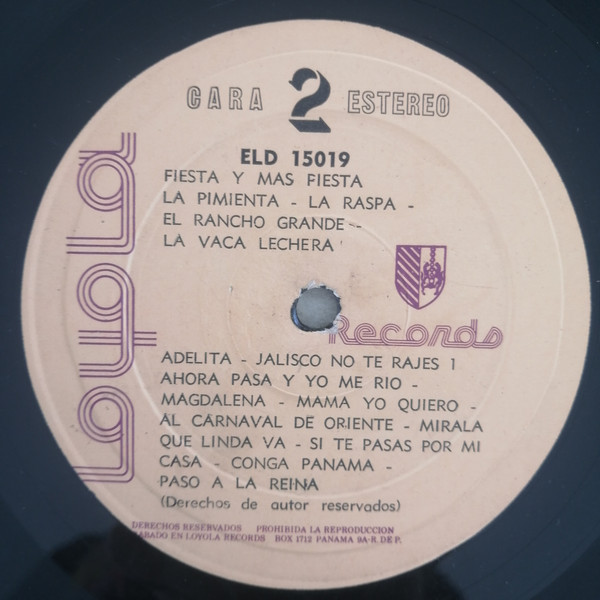 CARA 2 ESTEREO
ELD 15019
FIESTA Y MAS FIESTA
LA PIMIENTA - LA RASPA -
EL RANCHO GRANDE -
LA VACA LECHERA
Loyola
Records
ADELITA - JALISCO NO TE RAJES 1
AHORA PASA Y YO ME RIO -
MAGDALENA - MAMA YO QUIERO -
AL CARNAVAL DE ORIENTE - MIRALA
QUE LINDA VA - SI TE PASAS POR MI
CASA - CONGA PANAMA -
PASO A LA REINA
(Derechos de autor reservados)
DERECHOS RESERVADOS PROHIBIDA LA REPRODUCCION
RABADO EN LOYOLA RECORDS BOX 1712 PANAMA 9A-R. DE P.